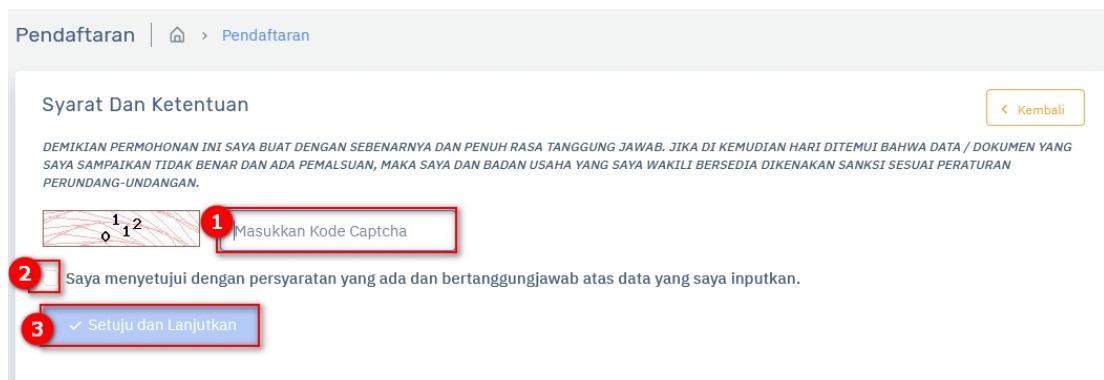 Pendaftaran > Pendaftaran
Syarat Dan Ketentuan
< Kembali
DEMIKIAN PERMOHONAN INI SAYA BUAT DENGAN SEBENARNYA DAN PENUH RASA TANGGUNG JAWAB. JIKA DI KEMUDIAN HARI DITEMUI BAHWA DATA / DOKUMEN YANG
SAYA SAMPAIKAN TIDAK BENAR DAN ADA PEMALSUAN, MAKA SAYA DAN BADAN USAHA YANG SAYA WAKILI BERSEDIA DIKENAKAN SANKSI SESUAI PERATURAN
PERUNDANG-UNDANGAN.
0112
1 Masukkan Kode Captcha
2 Saya menyetujui dengan persyaratan yang ada dan bertanggungjawab atas data yang saya inputkan.
3 ✓ Setuju dan Lanjutkan